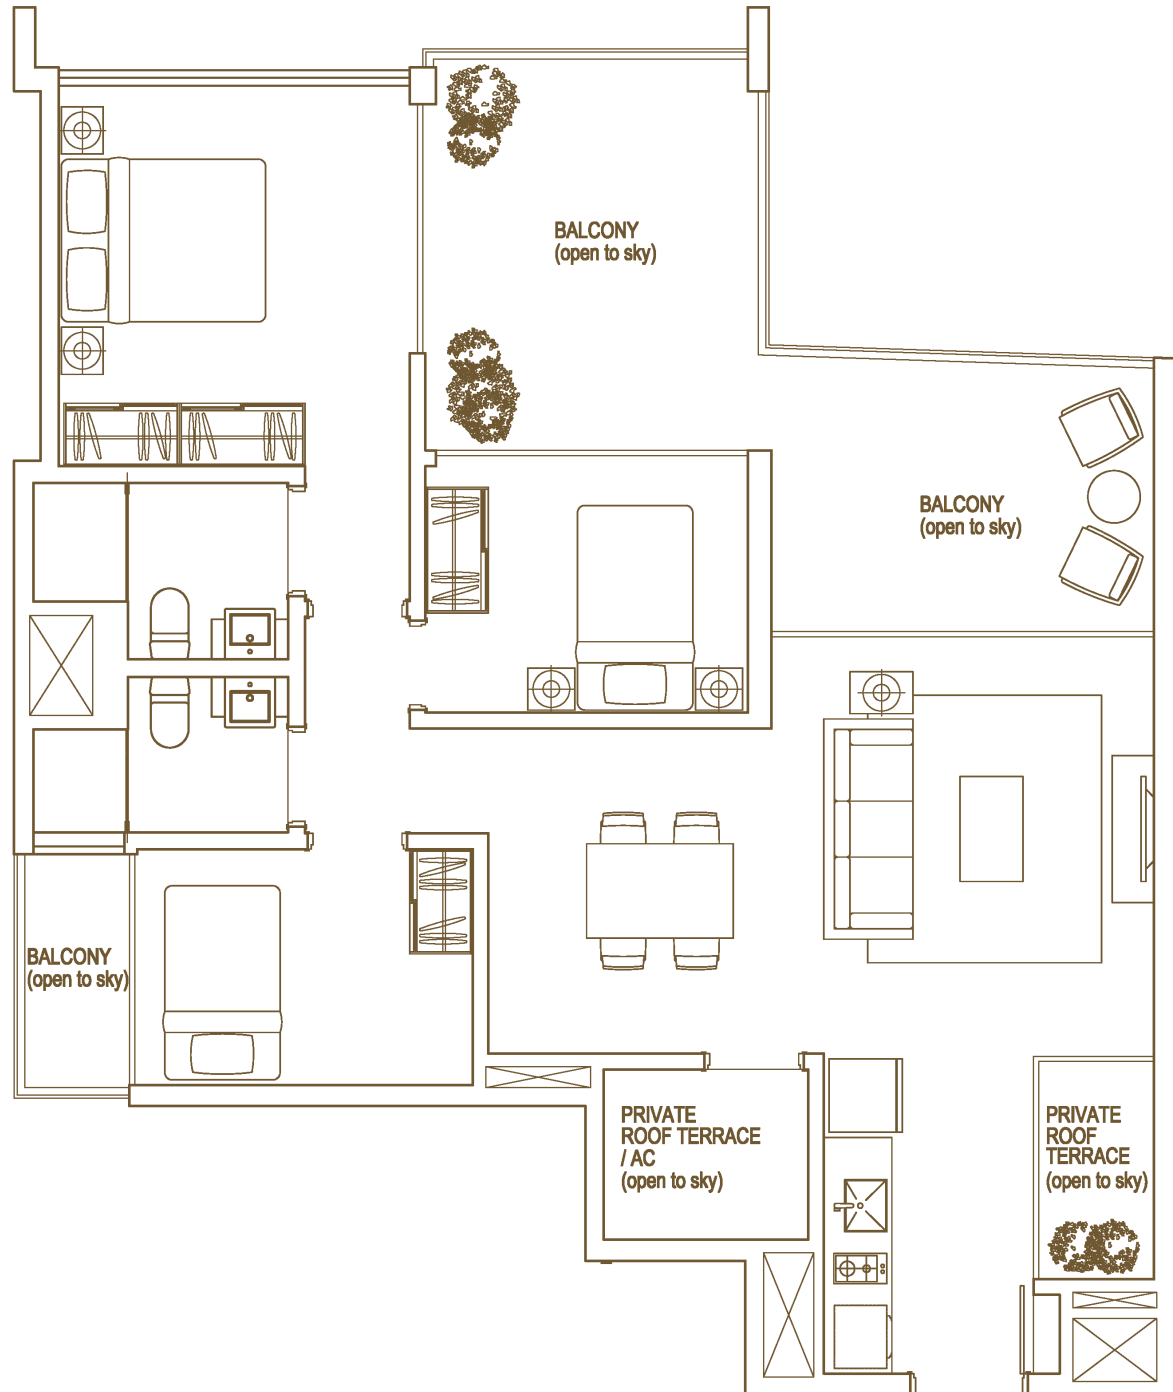 BALCONY
(open to sky)
BALCONY
(open to sky)
BALCONY
(open to sky)
PRIVATE
ROOF TERRACE
/ AC
(open to sky)
PRIVATE
ROOF
TERRACE
(open to sky)